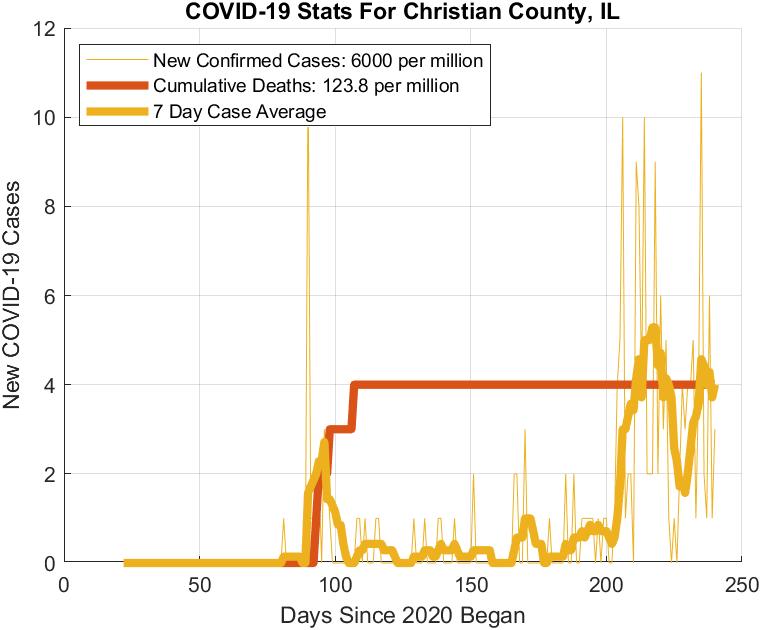 COVID-19 Stats For Christian County, IL
12
10
8
6
4
2
0
New Confirmed Cases: 6000 per million
Cumulative Deaths: 123.8 per million
7 Day Case Average
New COVID-19 Cases
0 50 100 150 200 250
Days Since 2020 Began